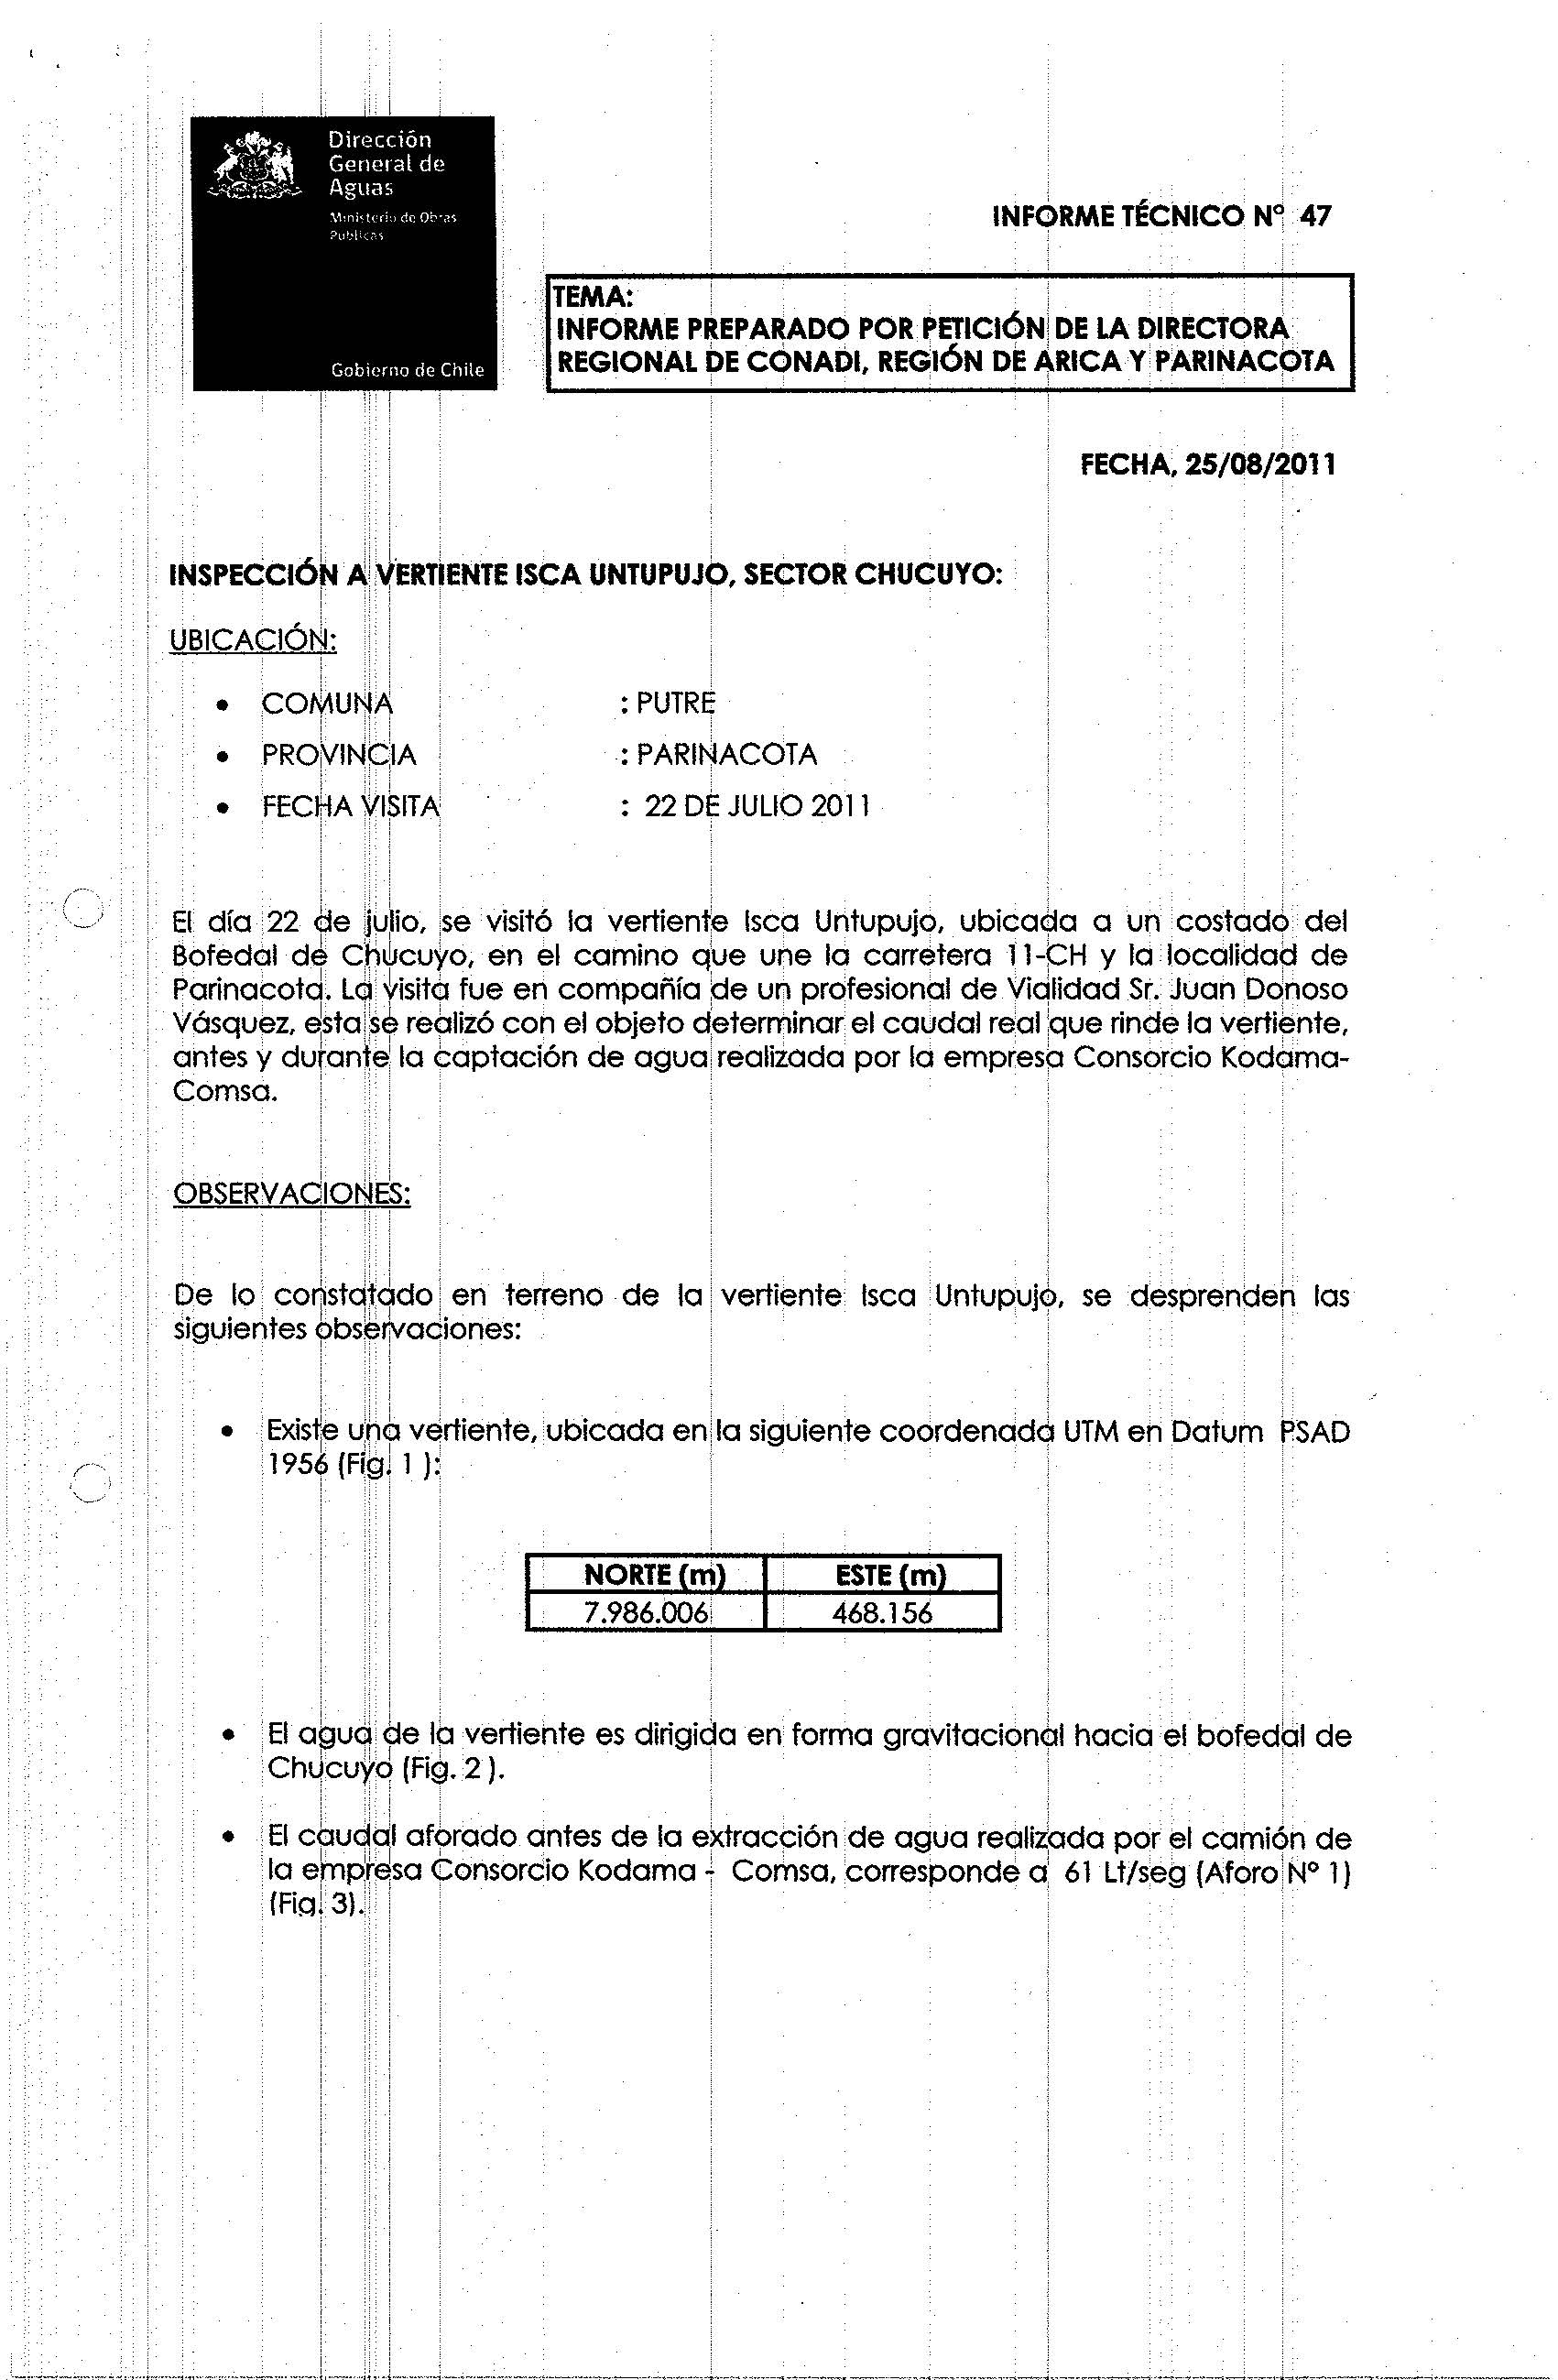 Dirección
General de
Aguas
Ministerio de Obras
Publicas
Gobierno de Chile
INFORME TÉCNICO Nº 47
TEMA:
INFORME PREPARADO POR PETICIÓN DE LA DIRECTORA
REGIONAL DE CONADI, REGIÓN DE ARICA Y PARINACOTA
FECHA, 25/08/2011
INSPECCIÓN A VERTIENTE ISCA UNTUPUJO, SECTOR CHUCUYO:
UBICACIÓN:
• COMUNA : PUTRE
• PROVINCIA : PARINACOTA
• FECHA VISITA : 22 DE JULIO 2011
El día 22 de julio, se visitó la vertiente Isca Untupujo, ubicada a un costado del
Bofedal de Chucuyo, en el camino que une la carretera 11-CH y la localidad de
Parinacota. La visita fue en compañía de un profesional de Vialidad Sr. Juan Donoso
Vásquez, esta se realizó con el objeto determinar el caudal real que rinde la vertiente,
antes y durante la captación de agua realizada por la empresa Consorcio Kodama-
Comsa.
OBSERVACIONES:
De lo constatado en terreno de la vertiente Isca Untupujo, se desprenden las
siguientes observaciones:
• Existe una vertiente, ubicada en la siguiente coordenada UTM en Datum PSAD
1956 (Fig. 1 ):
NORTE (m) ESTE (m)
7.986.006 468.156
• El agua de la vertiente es dirigida en forma gravitacional hacia el bofedal de
Chucuyo (Fig. 2 ).
• El caudal aforado antes de la extracción de agua realizada por el camión de
la empresa Consorcio Kodama - Comsa, corresponde a 61 Lt/seg (Aforo Nº 1)
(Fig. 3).